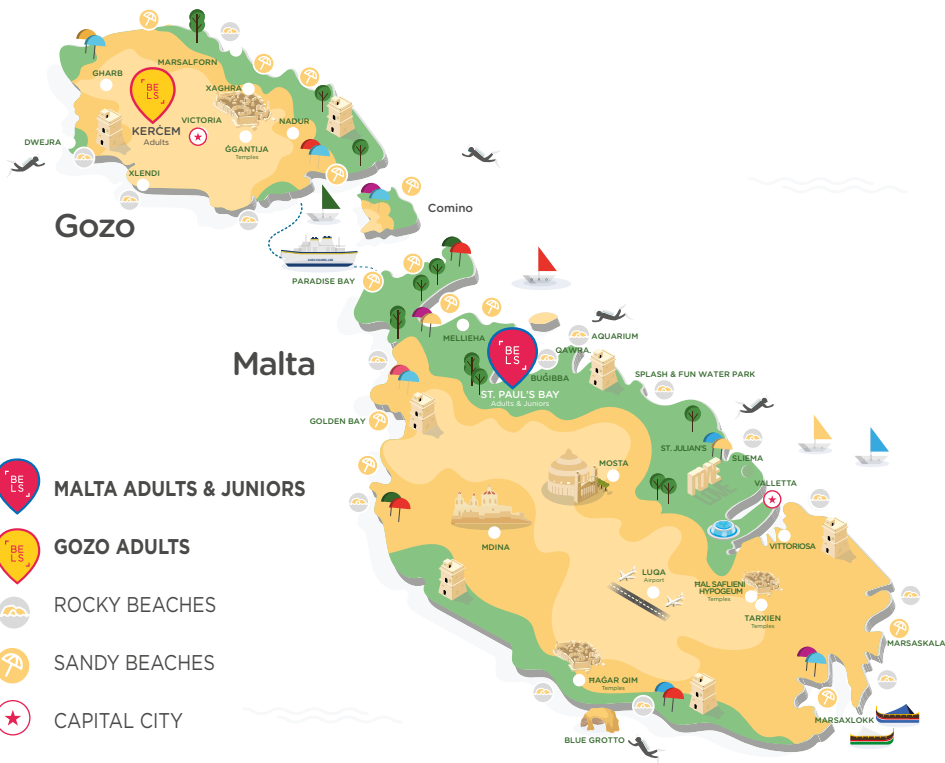 MARSALFORN
GHARB
XAGHRA
BE
LS
VICTORIA
NADUR
KERĊEM
Adults
DWEJRA
ĠGANTIJA
Temples
XLENDI
Gozo
Comino
PARADISE BAY
Malta
MELLIEHA
AQUARIUM
QAWRA
BE
LS
BUĠIBBA
SPLASH & FUN WATER PARK
ST. PAUL'S BAY
Adults & Juniors
GOLDEN BAY
ST. JULIAN'S
SLIEMA
MOSTA
VALLETTA
BE
LS
MALTA ADULTS & JUNIORS
MDINA
VITTORIOSA
BE
LS
GOZO ADULTS
LUQA
Airport
ĦAL SAFLIENI
HYPOGEUM
Temples
TARXIEN
Temples
ROCKY BEACHES
MARSASKALA
SANDY BEACHES
ĦAĠAR QIM
Temples
CAPITAL CITY
MARSAXLOKK
BLUE GROTTO